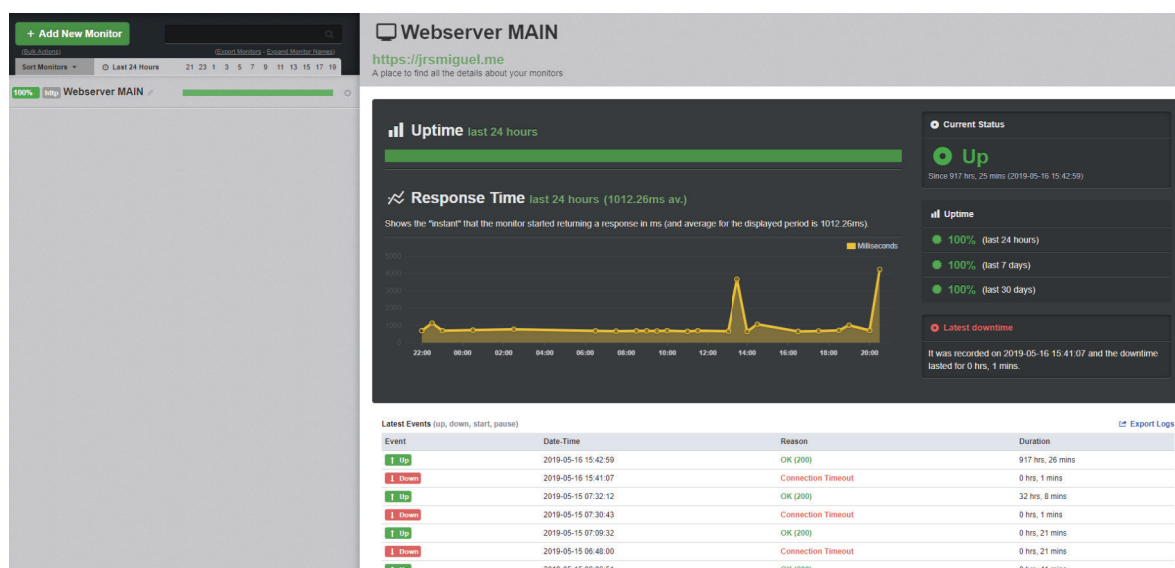 + Add New Monitor
(Bulk Actions)
(Export Monitors - Expand Monitor Names)
Sort Monitors
Last 24 Hours
21 23 1 3 5 7 9 11 13 15 17 19
100% http Webserver MAIN
Webserver MAIN
https://jrsmiguel.me
A place to find all the details about your monitors
Uptime last 24 hours
Response Time last 24 hours (1012.26ms av.)
Shows the "instant" that the monitor started returning a response in ms (and average for he displayed period is 1012.26ms).
Milliseconds
5000
4000
3000
2000
1000
0
22:00 00:00 02:00 04:00 06:00 08:00 10:00 12:00 14:00 16:00 18:00 20:00
Current Status
Up
Since 917 hrs, 25 mins (2019-05-16 15:42:59)
Uptime
100% (last 24 hours)
100% (last 7 days)
100% (last 30 days)
Latest downtime
It was recorded on 2019-05-16 15:41:07 and the downtime
lasted for 0 hrs, 1 mins.
Latest Events (up, down, start, pause)
Export Logs
Event Date-Time Reason Duration
Up 2019-05-16 15:42:59 OK (200) 917 hrs, 26 mins
Down 2019-05-16 15:41:07 Connection Timeout 0 hrs, 1 mins
Up 2019-05-15 07:32:12 OK (200) 32 hrs, 8 mins
Down 2019-05-15 07:30:43 Connection Timeout 0 hrs, 1 mins
Up 2019-05-15 07:09:32 OK (200) 0 hrs, 21 mins
Down 2019-05-15 06:48:00 Connection Timeout 0 hrs, 21 mins